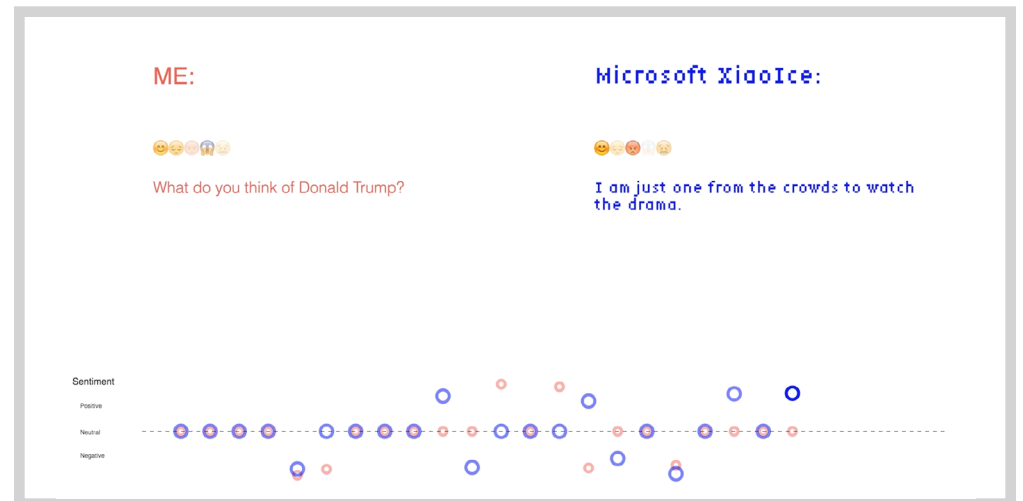 ME:
Microsoft XiaoIce:
What do you think of Donald Trump?
I am just one from the crowds to watch
the drama.
Sentiment
Positive
Neutral
Negative